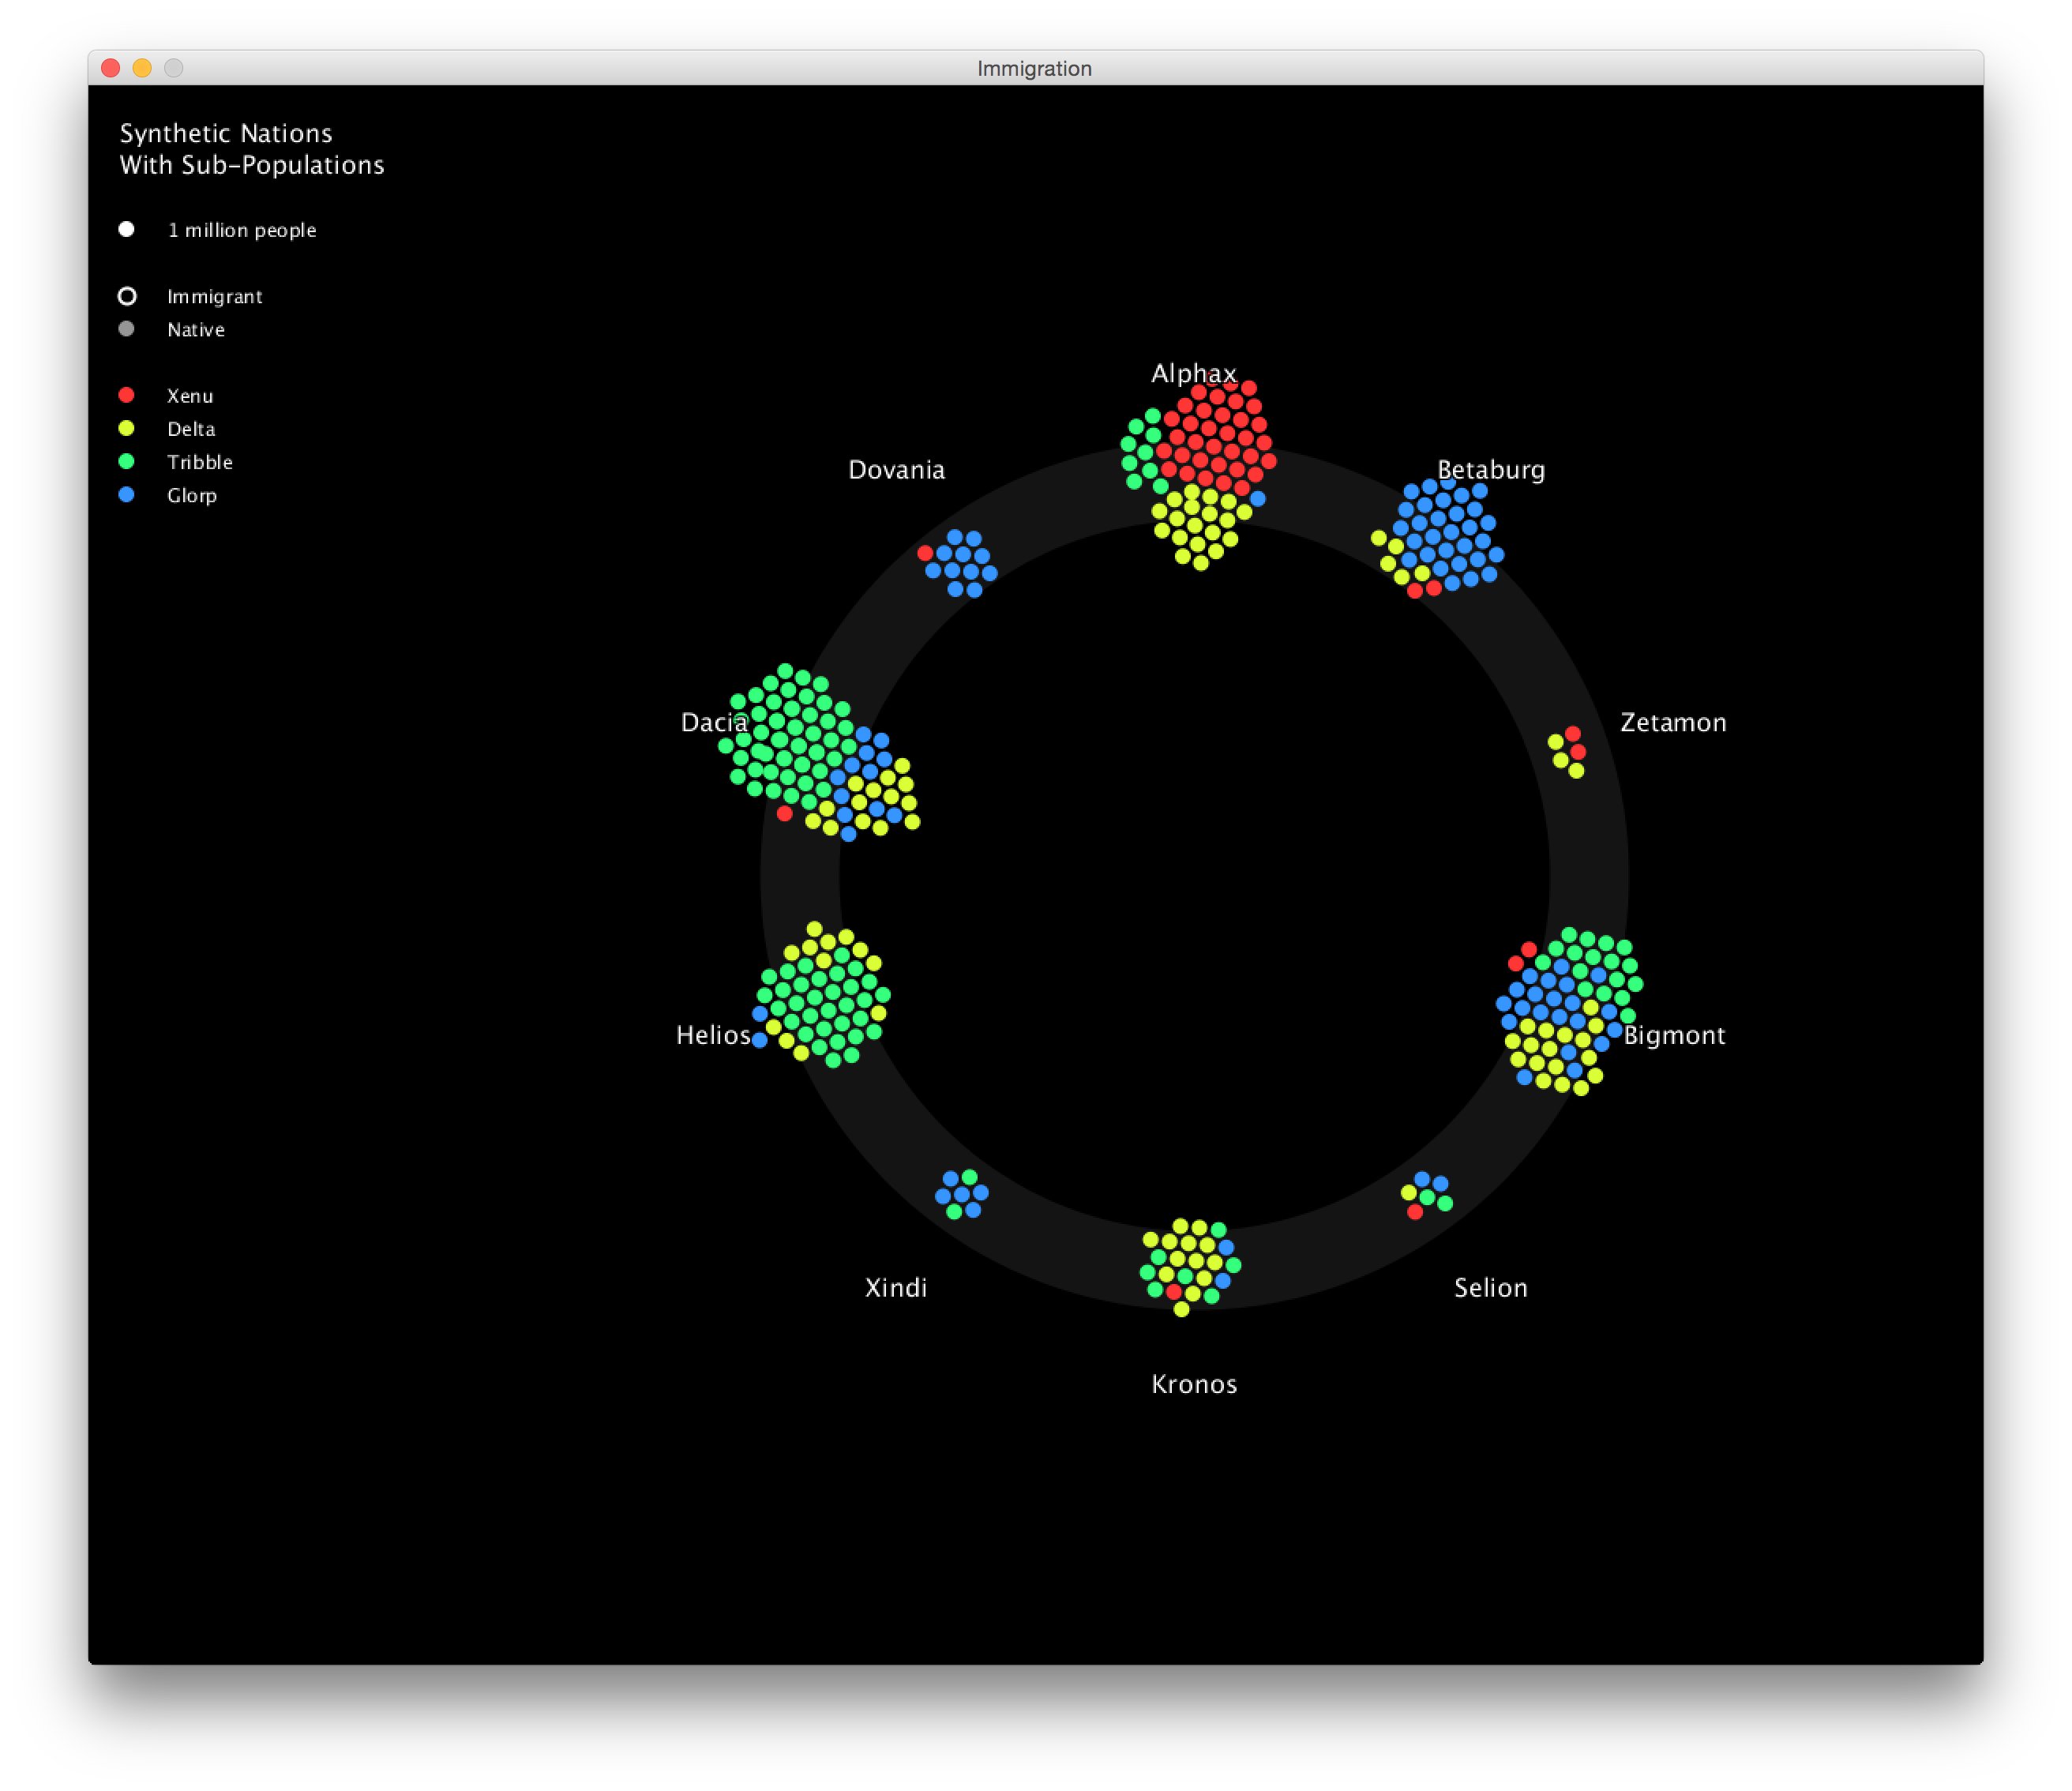 Immigration
Synthetic Nations
With Sub-Populations
1 million people
Immigrant
Native
Xenu
Delta
Tribble
Glorp
Alphax
Dovania
Betaburg
Dacia
Zetamon
Helios
Bigmont
Xindi
Selion
Kronos